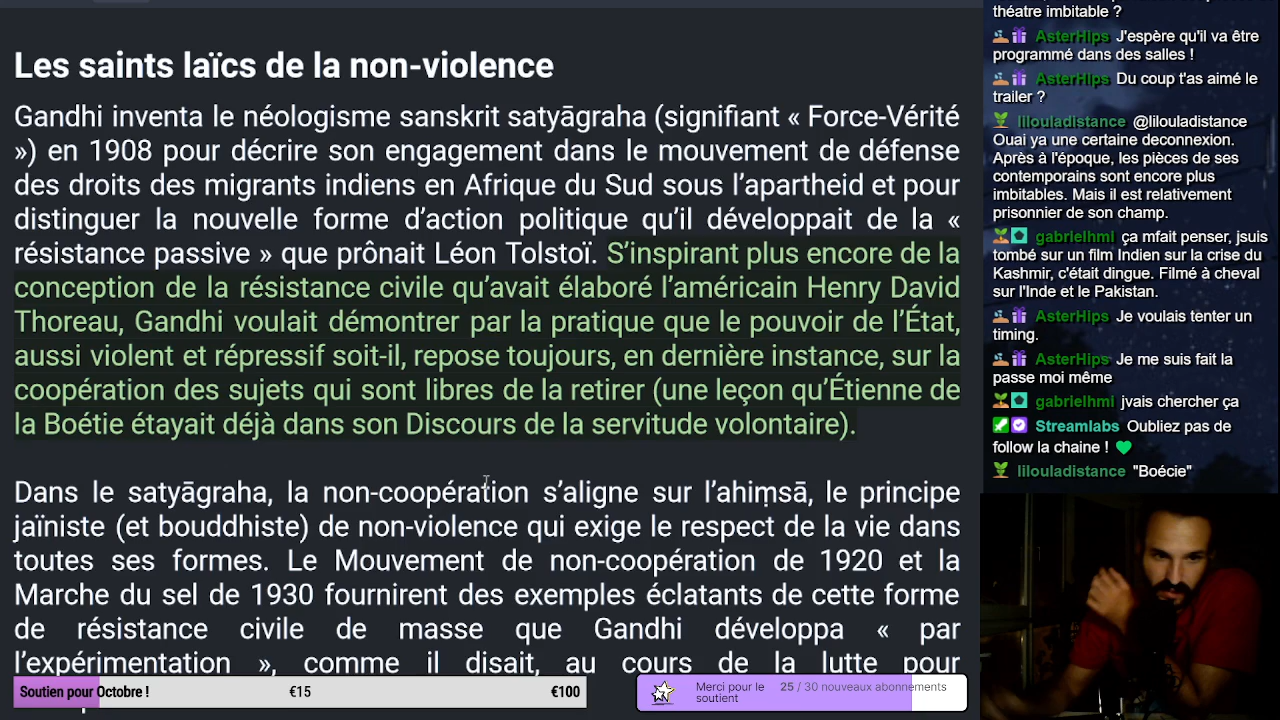 Les saints laïcs de la non-violence
Gandhi inventa le néologisme sanskrit satyāgraha (signifiant « Force-Vérité
») en 1908 pour décrire son engagement dans le mouvement de défense
des droits des migrants indiens en Afrique du Sud sous l’apartheid et pour
distinguer la nouvelle forme d’action politique qu’il développait de la «
résistance passive » que prônait Léon Tolstoï. S’inspirant plus encore de la
conception de la résistance civile qu’avait élaboré l’américain Henry David
Thoreau, Gandhi voulait démontrer par la pratique que le pouvoir de l’État,
aussi violent et répressif soit-il, repose toujours, en dernière instance, sur la
coopération des sujets qui sont libres de la retirer (une leçon qu’Étienne de
la Boétie étayait déjà dans son Discours de la servitude volontaire).
Dans le satyāgraha, la non-coopération s’aligne sur l’ahiṃsā, le principe
jaïniste (et bouddhiste) de non-violence qui exige le respect de la vie dans
toutes ses formes. Le Mouvement de non-coopération de 1920 et la
Marche du sel de 1930 fournirent des exemples éclatants de cette forme
de résistance civile de masse que Gandhi développa « par
l’expérimentation », comme il disait, au cours de la lutte pour
Soutien pour Octobre ! €15 €100
Merci pour le
soutient
25 / 30 nouveaux abonnements
théatre imbitable ?
AsterHips J'espère qu'il va être
programmé dans des salles !
AsterHips Du coup t'as aimé le
trailer ?
lilouladistance @lilouladistance
Ouai ya une certaine deconnexion.
Après à l'époque, les pièces de ses
contemporains sont encore plus
imbitables. Mais il est relativement
prisonnier de son champ.
gabrielhml ça mfait penser, jsuis
tombé sur un film Indien sur la crise du
Kashmir, c'était dingue. Filmé à cheval
sur l'Inde et le Pakistan.
AsterHips Je voulais tenter un
timing.
AsterHips Je me suis fait la
passe moi même
gabrielhml jvais chercher ça
Streamlabs Oubliez pas de
follow la chaine !
lilouladistance "Boécie"